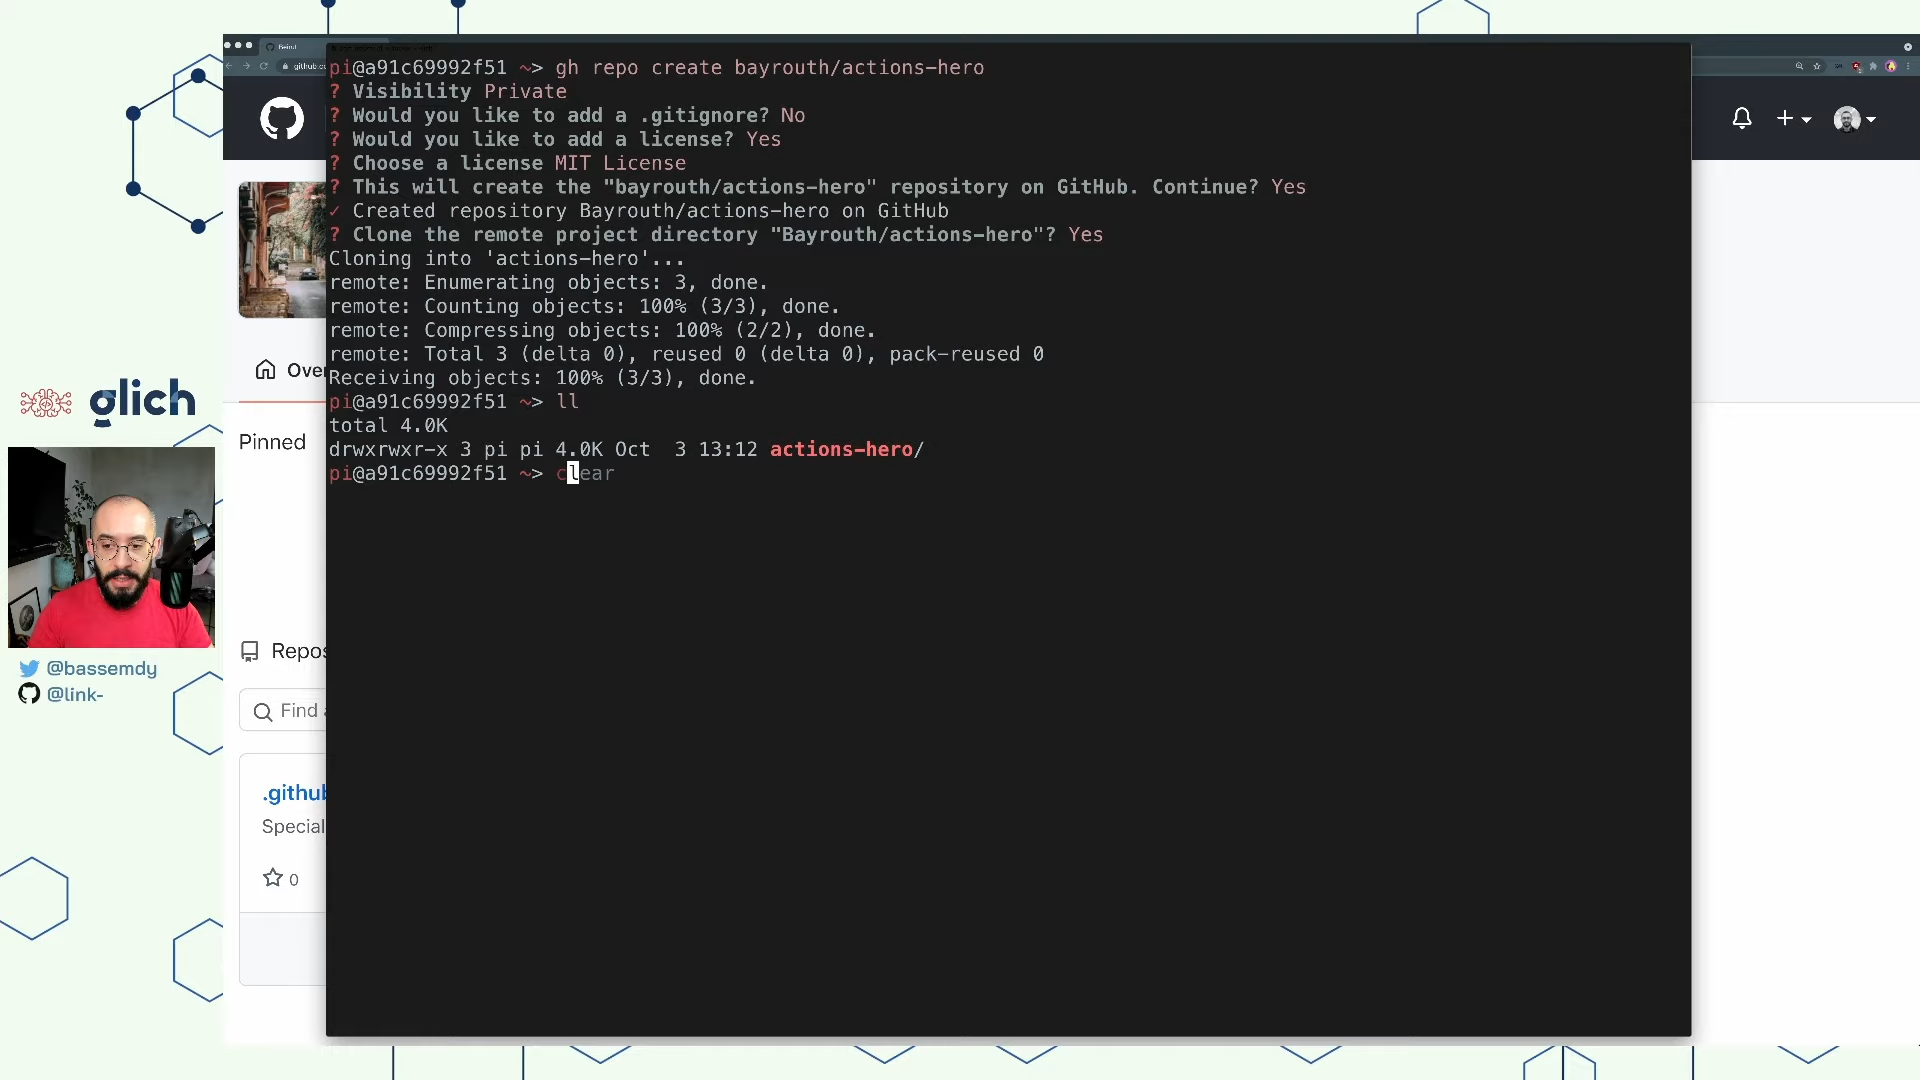 Beirut
github.co
pi@a91c69992f51 ~> gh repo create bayrouth/actions-hero
? Visibility Private
? Would you like to add a .gitignore? No
? Would you like to add a license? Yes
? Choose a license MIT License
? This will create the "bayrouth/actions-hero" repository on GitHub. Continue? Yes
✓ Created repository Bayrouth/actions-hero on GitHub
? Clone the remote project directory "Bayrouth/actions-hero"? Yes
Cloning into 'actions-hero'...
remote: Enumerating objects: 3, done.
remote: Counting objects: 100% (3/3), done.
remote: Compressing objects: 100% (2/2), done.
remote: Total 3 (delta 0), reused 0 (delta 0), pack-reused 0
Receiving objects: 100% (3/3), done.
pi@a91c69992f51 ~> ll
total 4.0K
drwxrwxr-x 3 pi pi 4.0K Oct  3 13:12 actions-hero/
pi@a91c69992f51 ~> clear
Over
Pinned
Repos
Find a
.github
Special
0
glich
@bassemdy
@link-